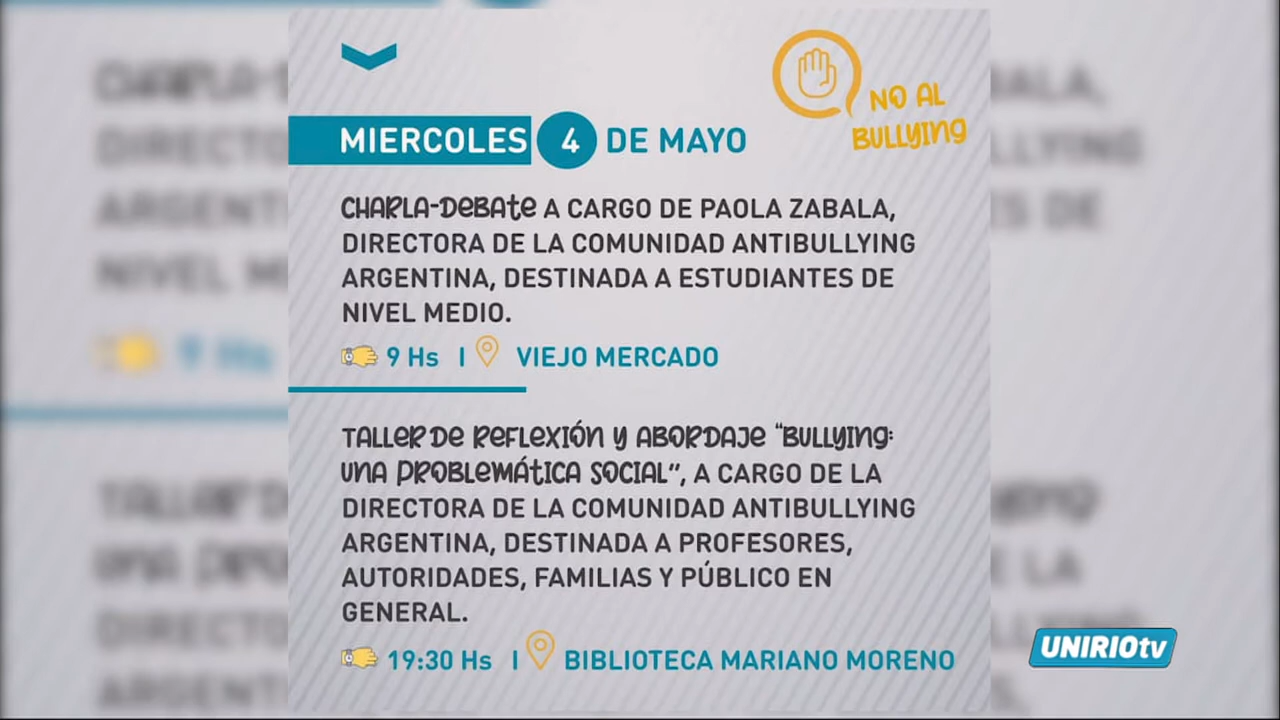 NO AL
BULLYING
MIERCOLES 4 DE MAYO
CHARLA-DEBATE A CARGO DE PAOLA ZABALA,
DIRECTORA DE LA COMUNIDAD ANTIBULLYING
ARGENTINA, DESTINADA A ESTUDIANTES DE
NIVEL MEDIO.
9 Hs | VIEJO MERCADO
TALLER DE REFLEXIÓN Y ABORDAJE “BULLYING:
UNA PROBLEMÁTICA SOCIAL”, A CARGO DE LA
DIRECTORA DE LA COMUNIDAD ANTIBULLYING
ARGENTINA, DESTINADA A PROFESORES,
AUTORIDADES, FAMILIAS Y PÚBLICO EN
GENERAL.
19:30 Hs | BIBLIOTECA MARIANO MORENO
UNIRIOtv